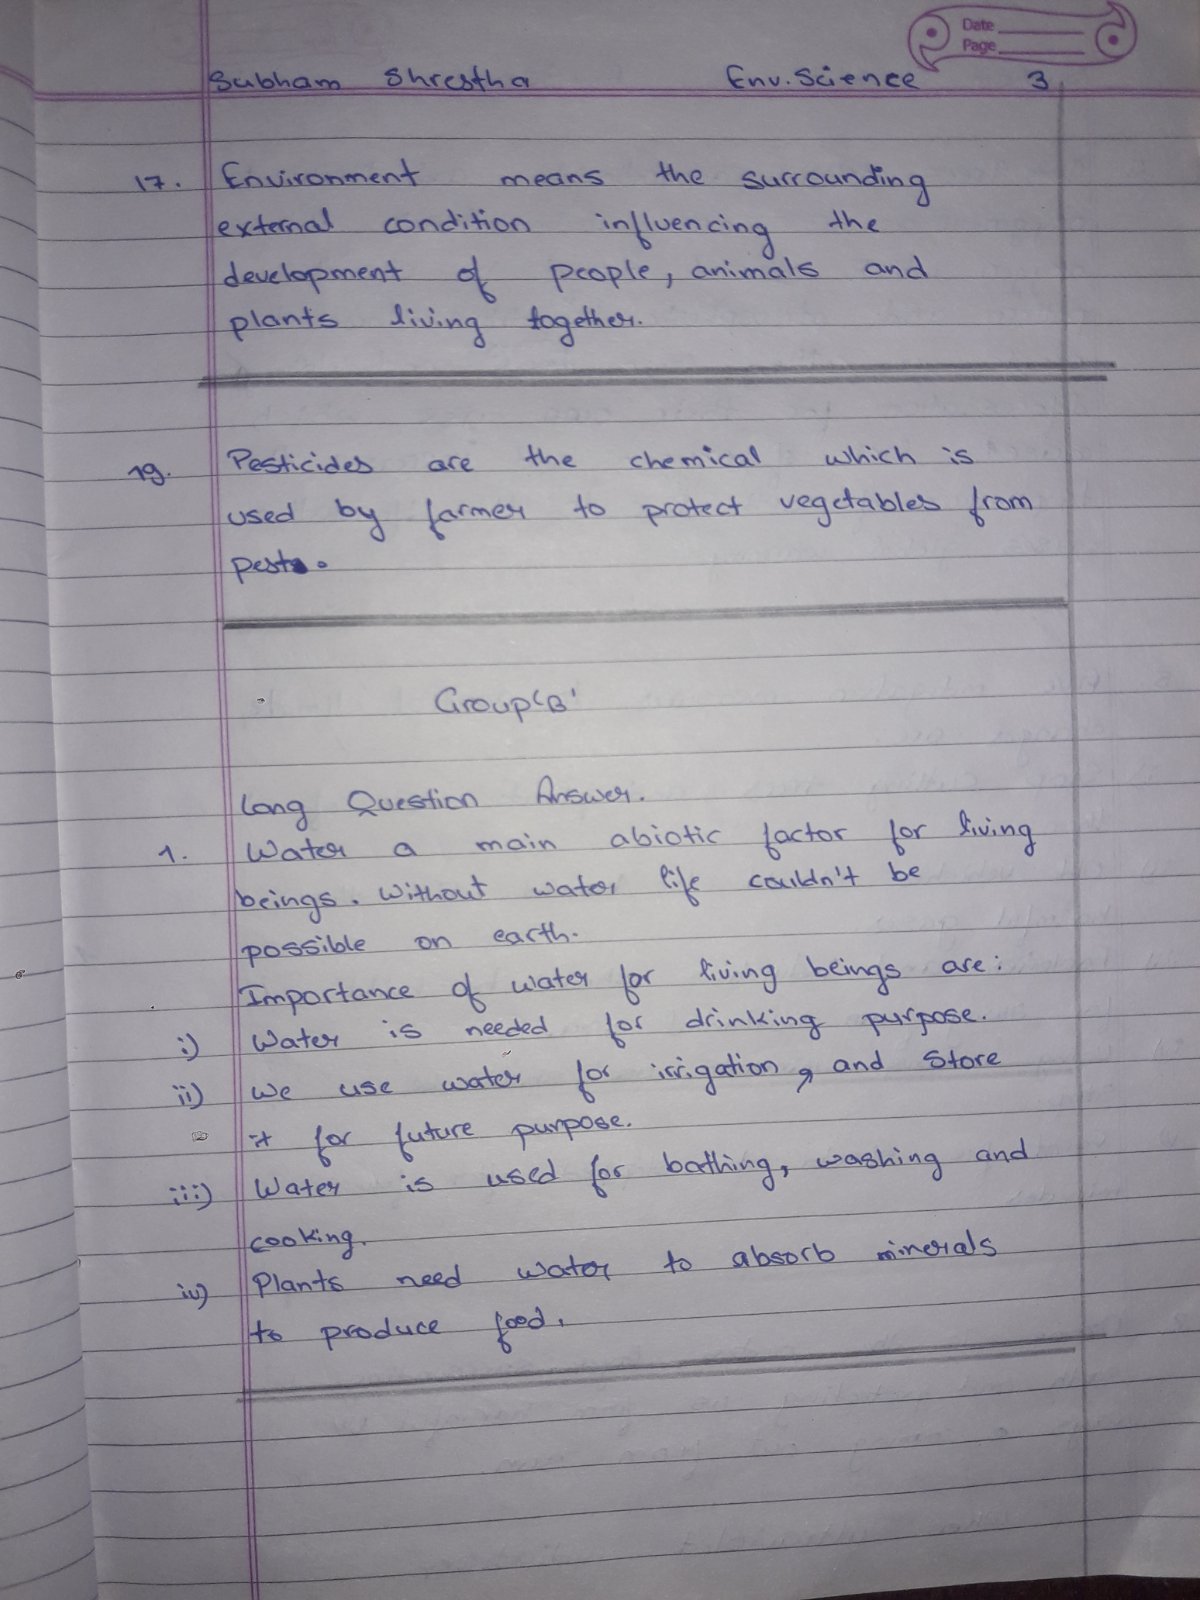 Date
Page
Subham Shrestha Env. Science 3
17. Environment means the surrounding
external condition influencing the
development of people, animals and
plants living together.
19. Pesticides are the chemical which is
used by farmer to protect vegetables from
pests.
Group 'B'
Long Question Answer.
1. Water a main abiotic factor for living
beings. Without water life couldn't be
possible on earth.
Importance of water for living beings are:
i) Water is needed for drinking purpose.
ii) We use water for irrigation, and store
it for future purpose.
iii) Water is used for bathing, washing and
cooking.
iv) Plants need water to absorb minerals
to produce food.